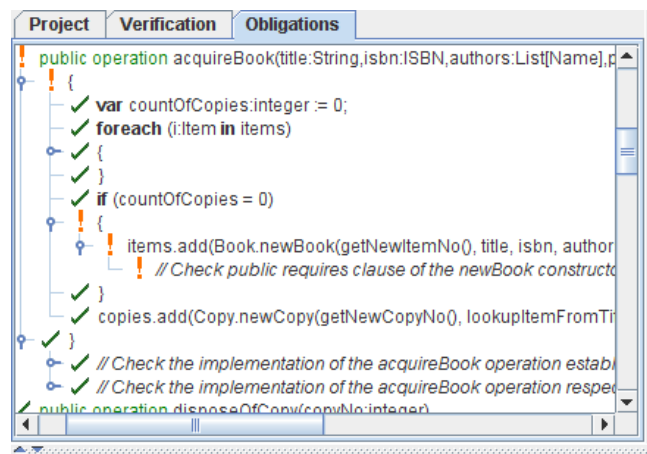 Project Verification Obligations
public operation acquireBook(title:String,isbn:ISBN,authors:List[Name],p
{
var countOfCopies:integer := 0;
foreach (i:Item in items)
{
}
if (countOfCopies = 0)
{
items.add(Book.newBook(getNewItemNo(), title, isbn, author
// Check public requires clause of the newBook constructo
}
copies.add(Copy.newCopy(getNewCopyNo(), lookupItemFromTit
}
// Check the implementation of the acquireBook operation establ
// Check the implementation of the acquireBook operation respec
public operation disposeOfCopy(copyNo:integer)